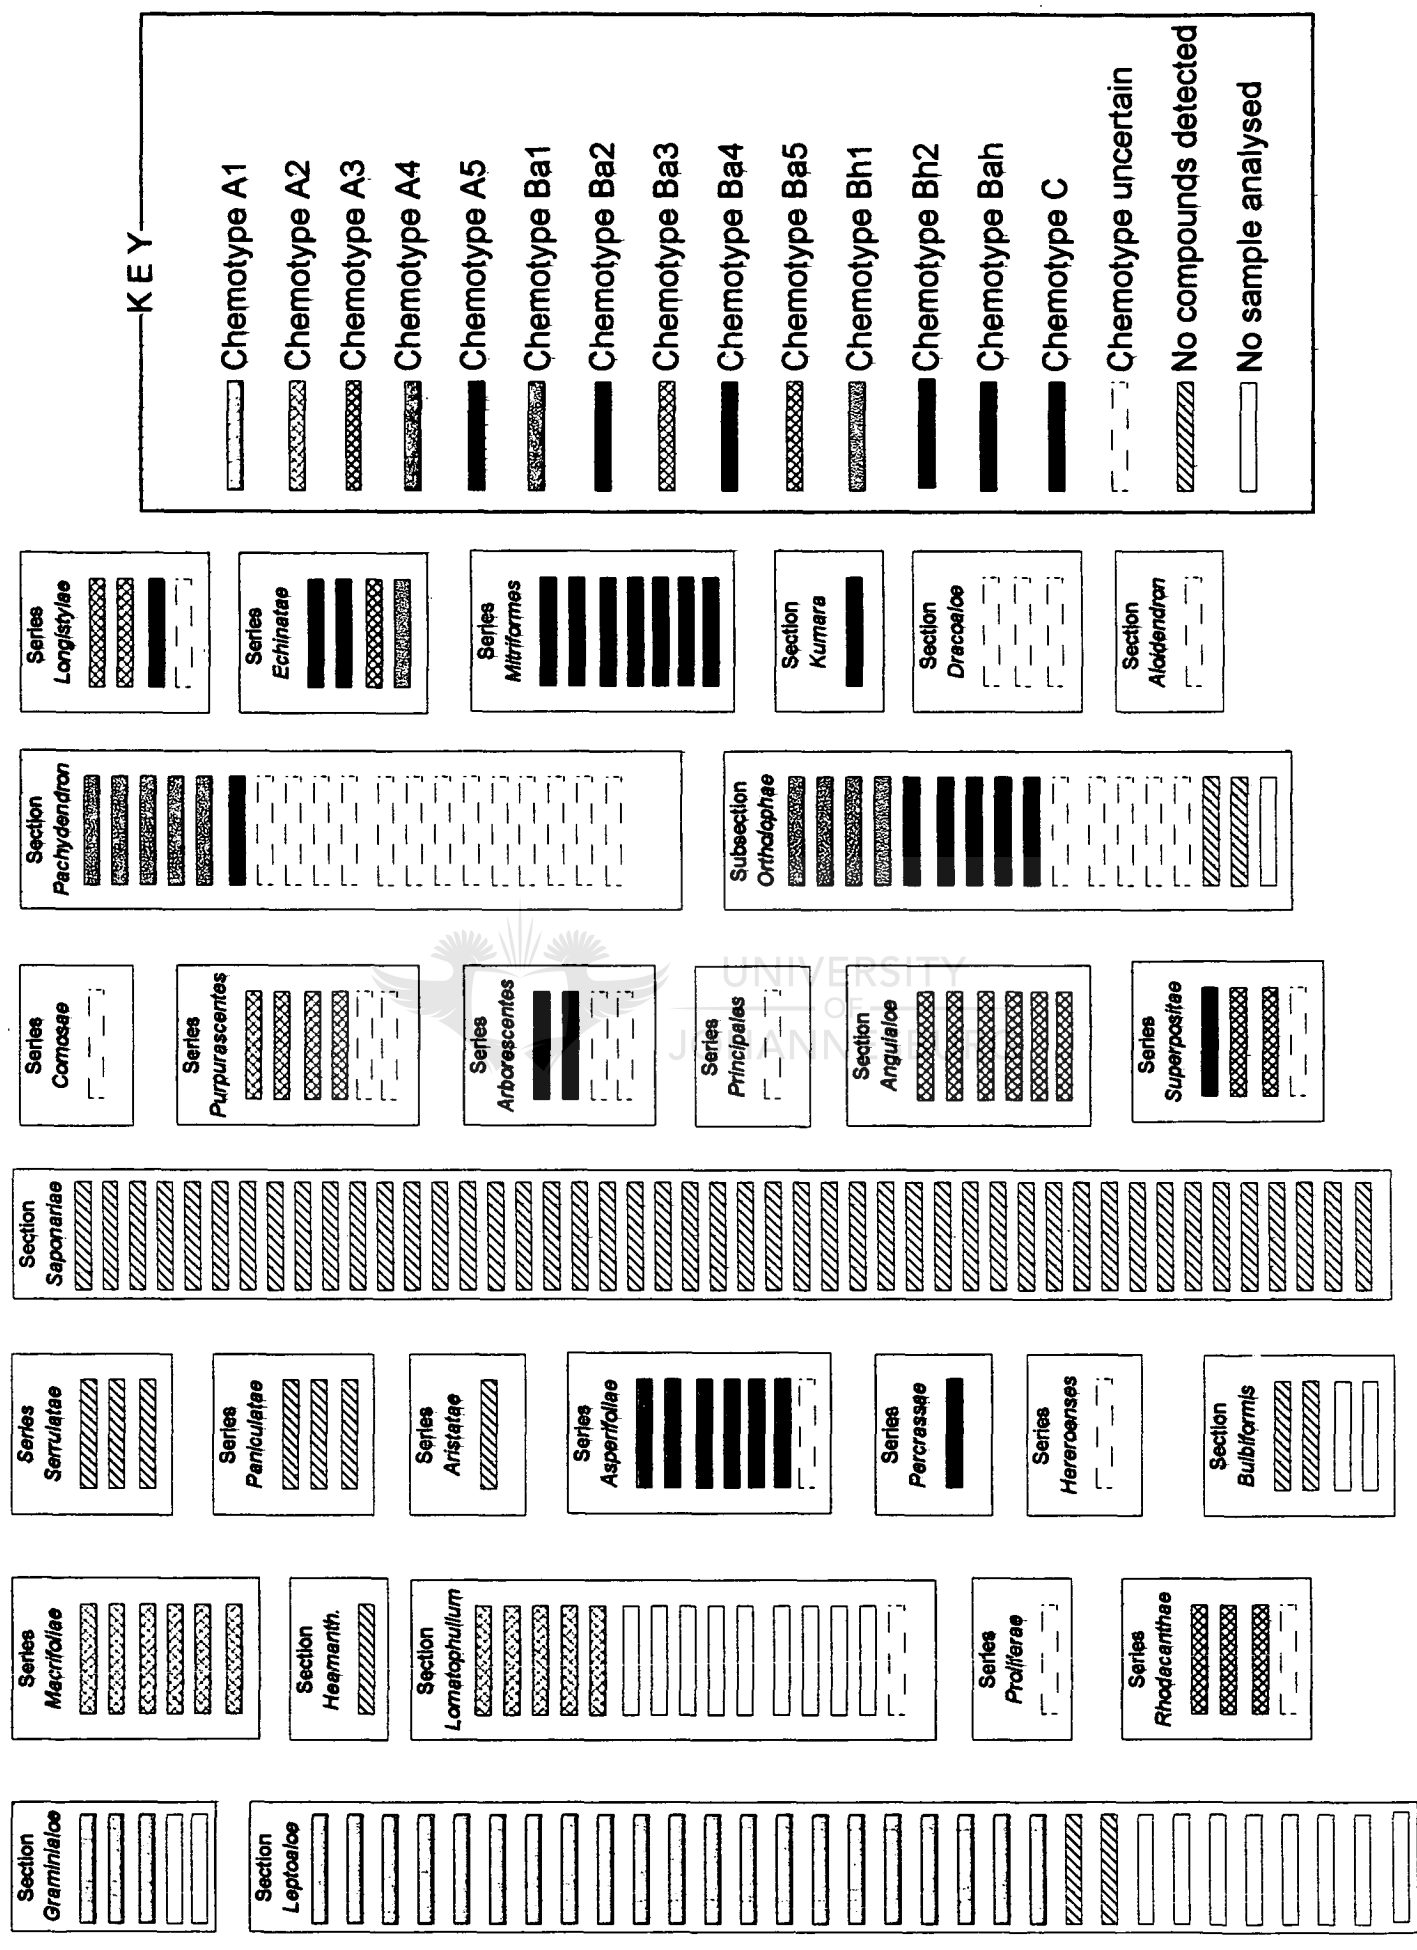 KEY
Chemotype A1
Chemotype A2
Chemotype A3
Chemotype A4
Chemotype A5
Chemotype Ba1
Chemotype Ba2
Chemotype Ba3
Chemotype Ba4
Chemotype Ba5
Chemotype Bh1
Chemotype Bh2
Chemotype Bah
Chemotype C
Chemotype uncertain
No compounds detected
No sample analysed
Series
Longistylae
Series
Echinatae
Series
Mitriformes
Section
Kumara
Section
Dracoaloe
Section
Aloidendron
Section
Pachydendron
Subsection
Ortholophae
Series
Comosae
Series
Purpurascentes
Series
Arborescentes
Series
Principales
Section
Anguialoe
Series
Superpositae
UNIVERSITY
OF
JOHANNESBURG
Section
Saponariae
Series
Serrulatae
Series
Paniculatae
Series
Aristatae
Series
Asperifoliae
Series
Percrassae
Series
Hereroenses
Section
Bulbiformis
Series
Macrifoliae
Section
Heamanth.
Section
Lomatophullum
Series
Proliferae
Series
Rhodacanthae
Section
Graminialoe
Section
Leptoaloe